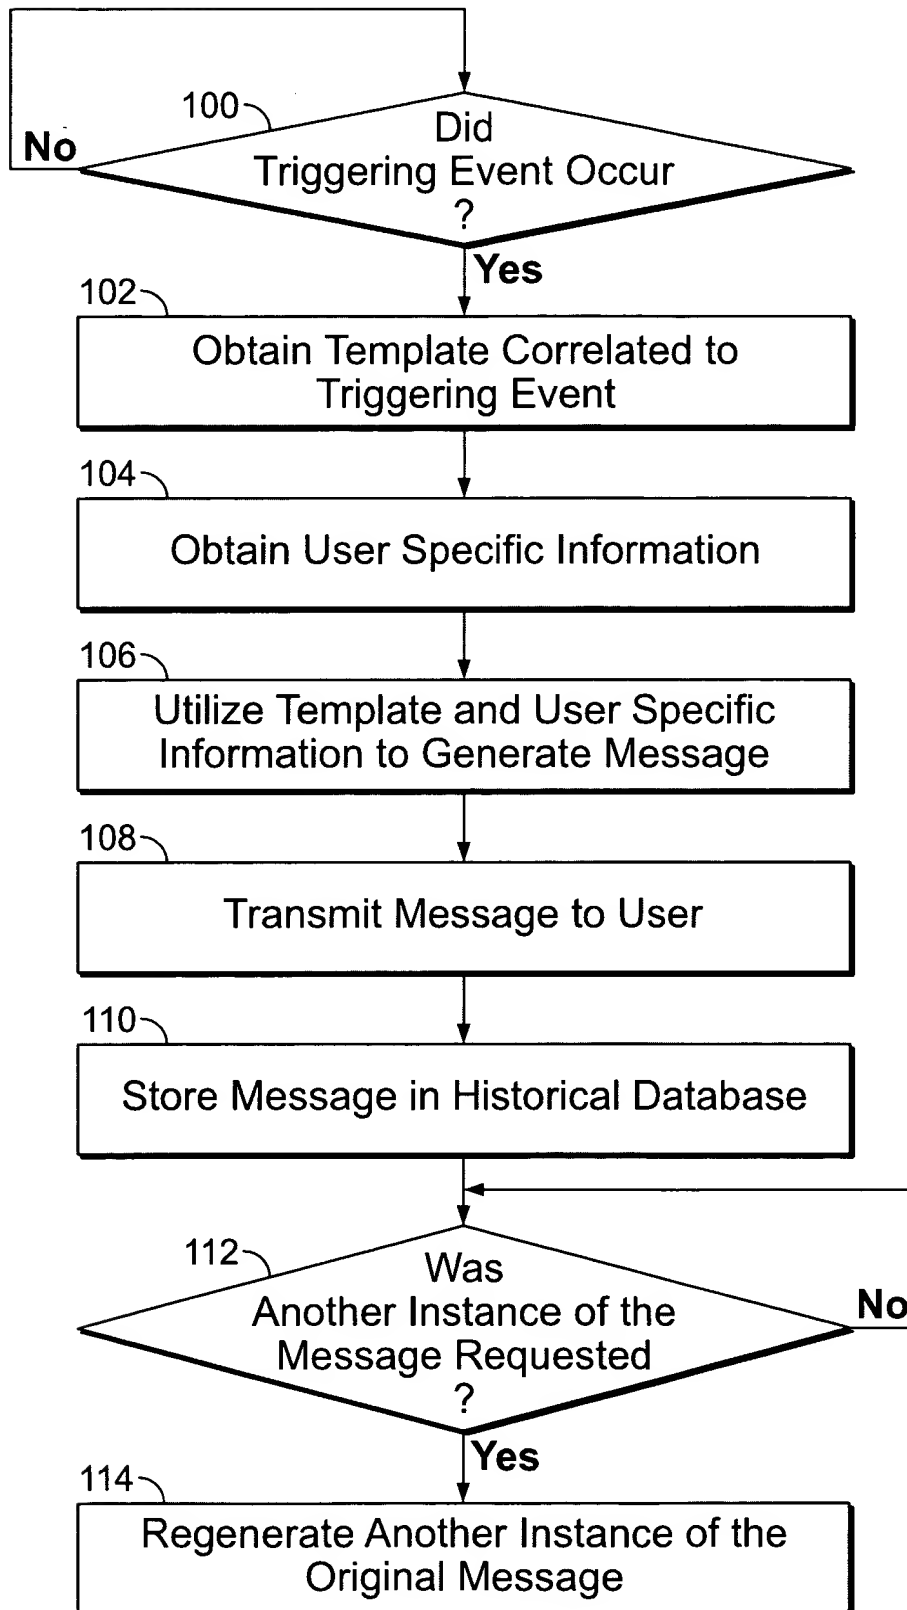 100
Did
Triggering Event Occur
?
No
Yes
102
Obtain Template Correlated to
Triggering Event
104
Obtain User Specific Information
106
Utilize Template and User Specific
Information to Generate Message
108
Transmit Message to User
110
Store Message in Historical Database
112
Was
Another Instance of the
Message Requested
?
No
Yes
114
Regenerate Another Instance of the
Original Message